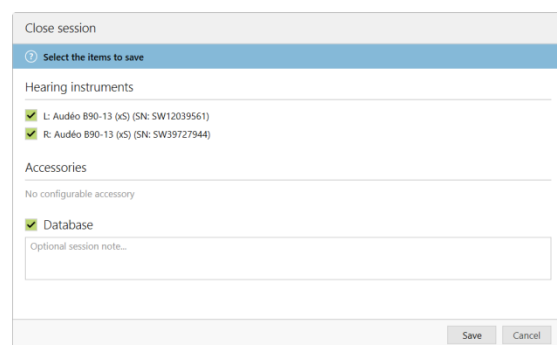 Close session
? Select the items to save
Hearing instruments
L: Audéo B90-13 (xS) (SN: SW12039561)
R: Audéo B90-13 (xS) (SN: SW39727944)
Accessories
No configurable accessory
Database
Optional session note...
Save Cancel